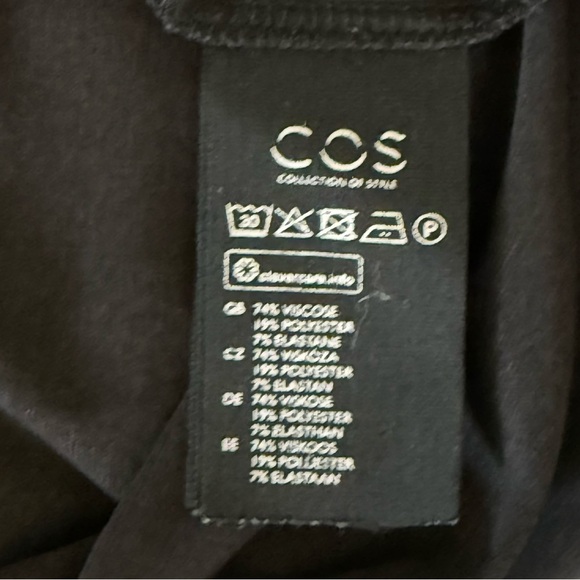 COS
COLLECTION OF STYLE
30 P
clevercare.info
GB 74% VISCOSE
19% POLYESTER
7% ELASTANE
CZ 74% VISKÓZA
19% POLYESTER
7% ELASTAN
DE 74% VISKOSE
19% POLYESTER
7% ELASTHAN
EE 74% VISKOOS
19% POLÜESTER
7% ELASTAAN